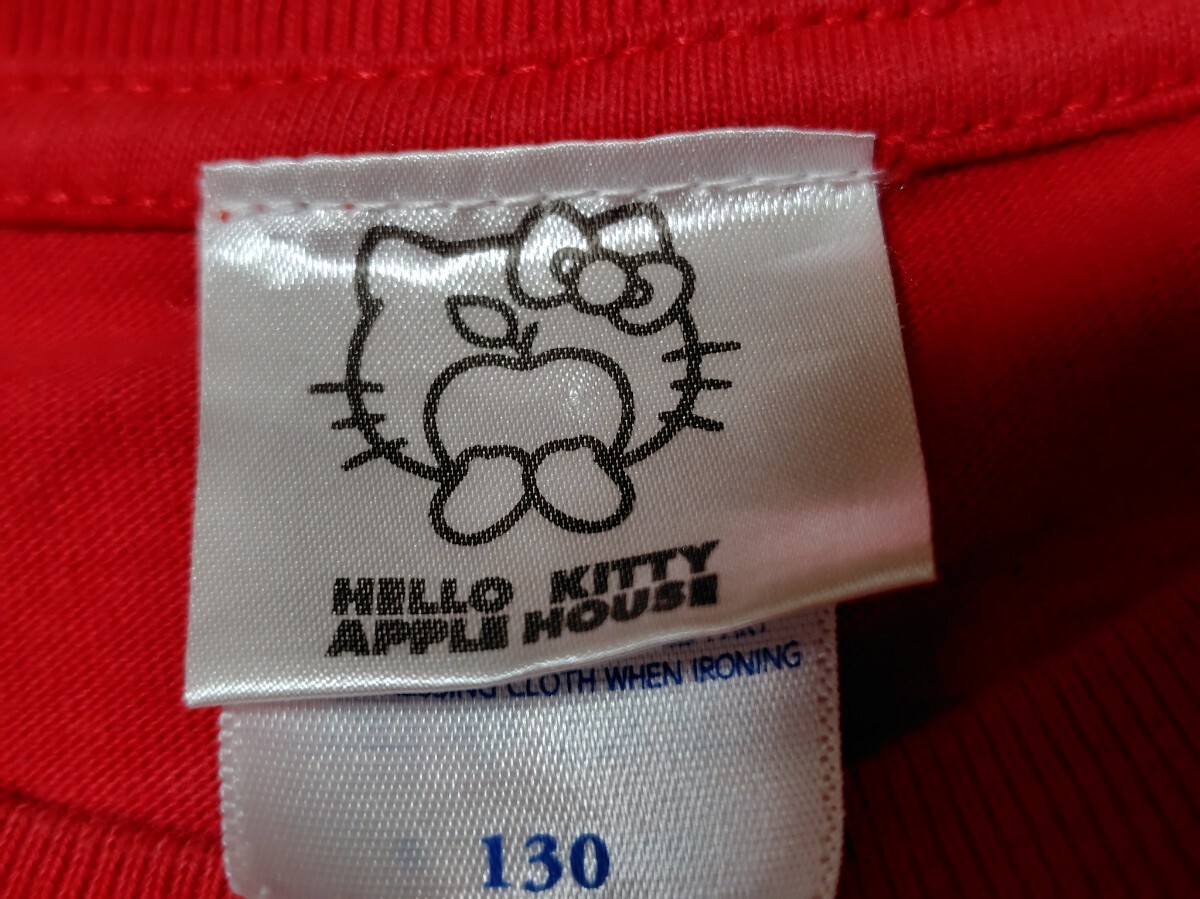 HELLO KITTY
APPLE HOUSE
CLOTH WHEN IRONING
130